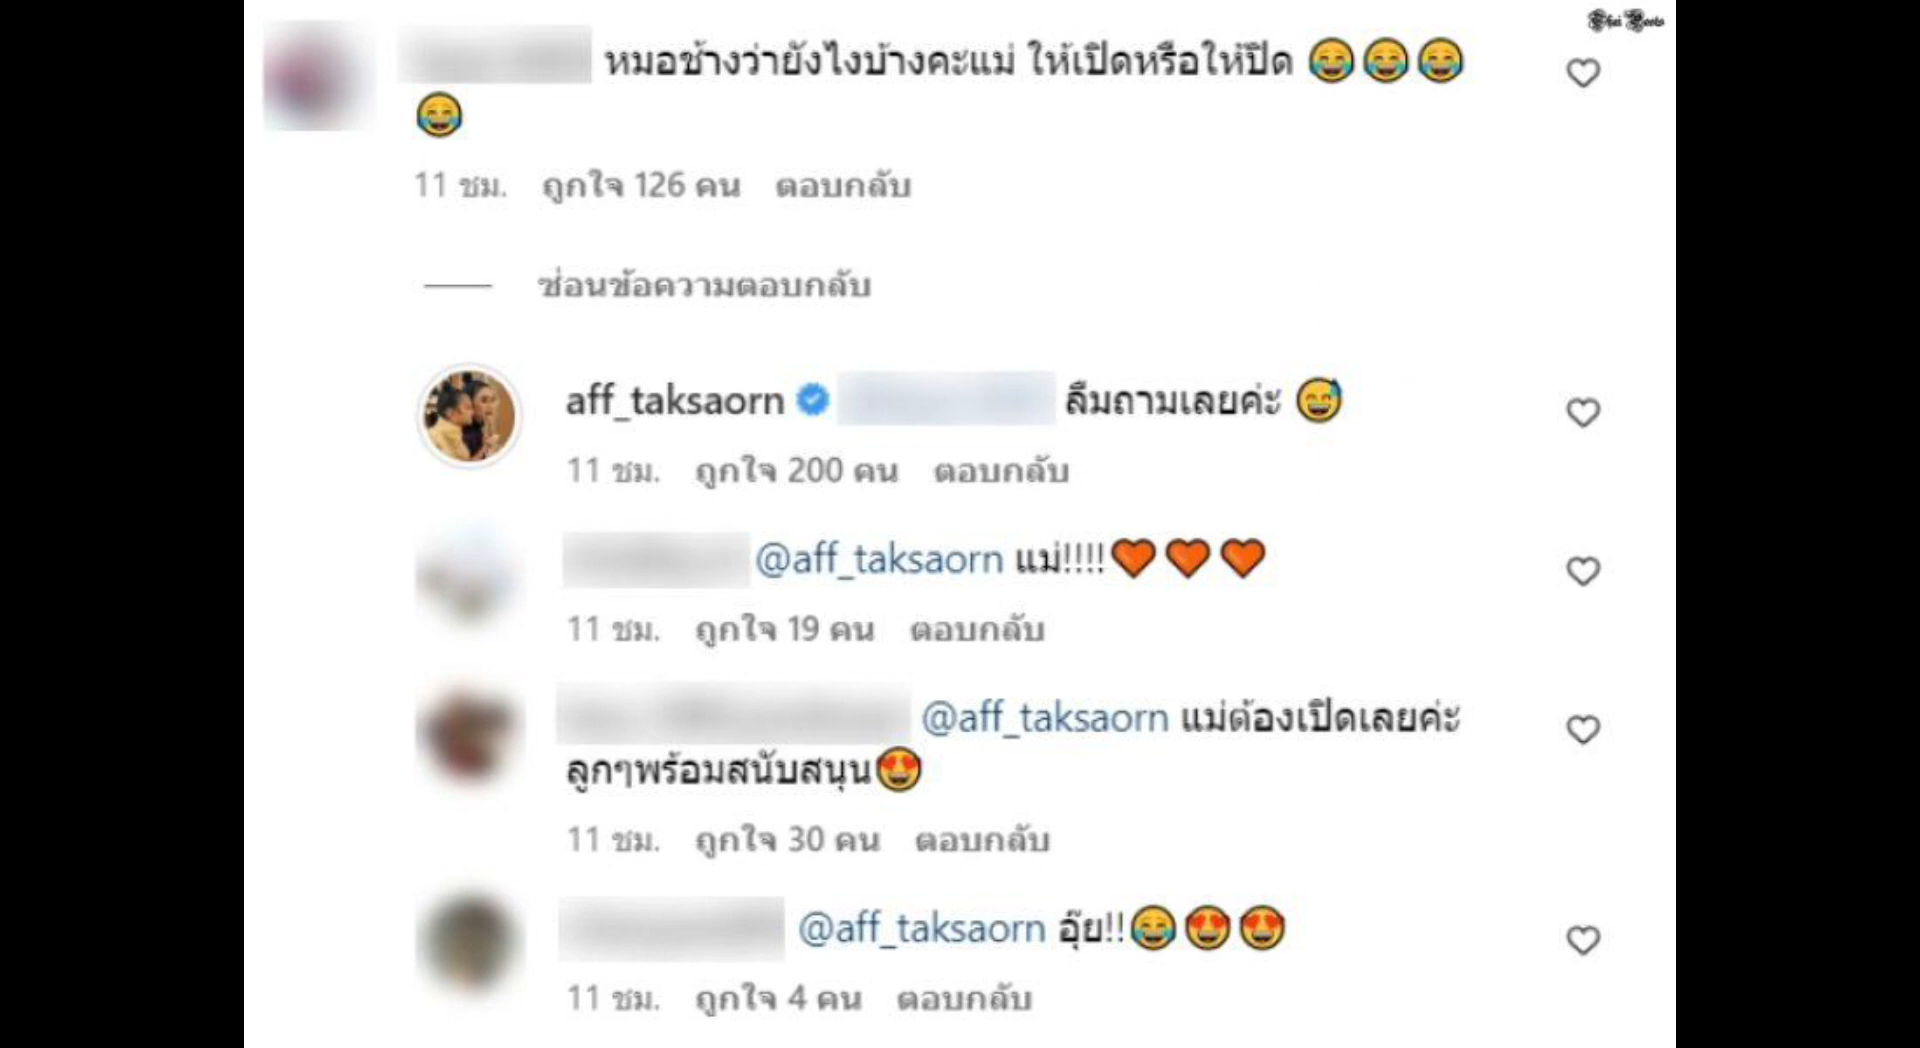 Thai Roots
หมอช้างว่ายังไงบ้างคะแม่ ให้เปิดหรือให้ปิด 😂😂😂
😂
11 ชม. ถูกใจ 126 คน ตอบกลับ
ซ่อนข้อความตอบกลับ
aff_taksaorn ลืมถามเลยค่ะ 😅
11 ชม. ถูกใจ 200 คน ตอบกลับ
@aff_taksaorn แม่!!!!🧡🧡🧡
11 ชม. ถูกใจ 19 คน ตอบกลับ
@aff_taksaorn แม่ต้องเปิดเลยค่ะ
ลูกๆพร้อมสนับสนุน😍
11 ชม. ถูกใจ 30 คน ตอบกลับ
@aff_taksaorn อุ๊ย!!😂😍😍
11 ชม. ถูกใจ 4 คน ตอบกลับ